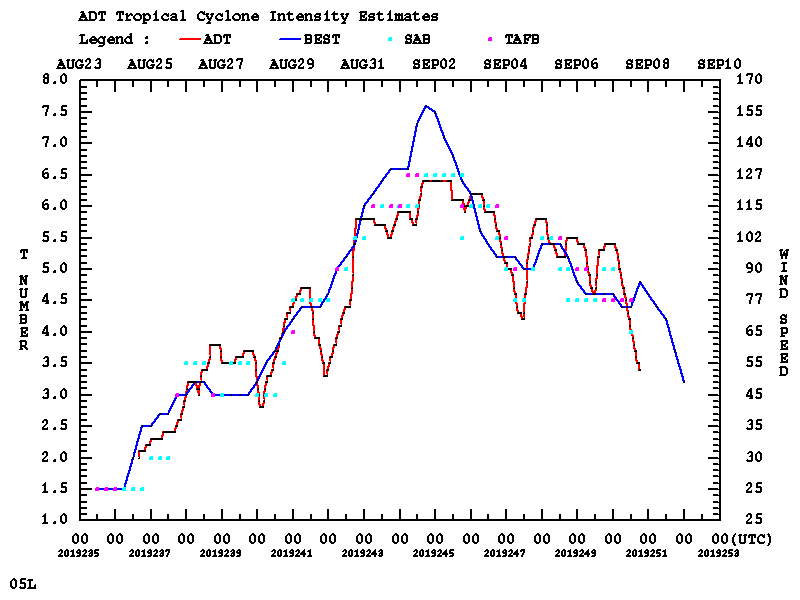 ADT Tropical Cyclone Intensity Estimates
Legend : ADT BEST SAB TAFB
AUG23 AUG25 AUG27 AUG29 AUG31 SEP02 SEP04 SEP06 SEP08 SEP10
8.0 170
7.5 155
7.0 140
6.5 127
6.0 115
5.5 102
5.0 90
4.5 77
4.0 65
3.5 55
3.0 45
2.5 35
2.0 30
1.5 25
1.0 25
T NUMBER
WIND SPEED
00 00 00 00 00 00 00 00 00 00 00 00 00 00 00 00 00 00 00(UTC)
2019235 2019237 2019239 2019241 2019243 2019245 2019247 2019249 2019251 2019253
05L